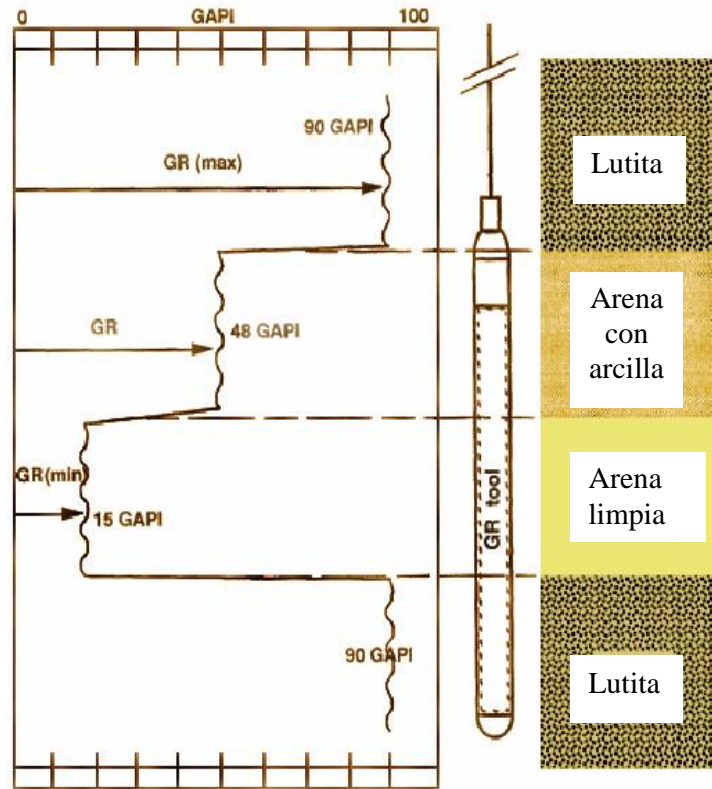 0 GAPI 100
90 GAPI
GR (max)
Lutita
GR
48 GAPI
Arena
con
arcilla
GR(min)
15 GAPI
GR tool
Arena
limpia
90 GAPI
Lutita